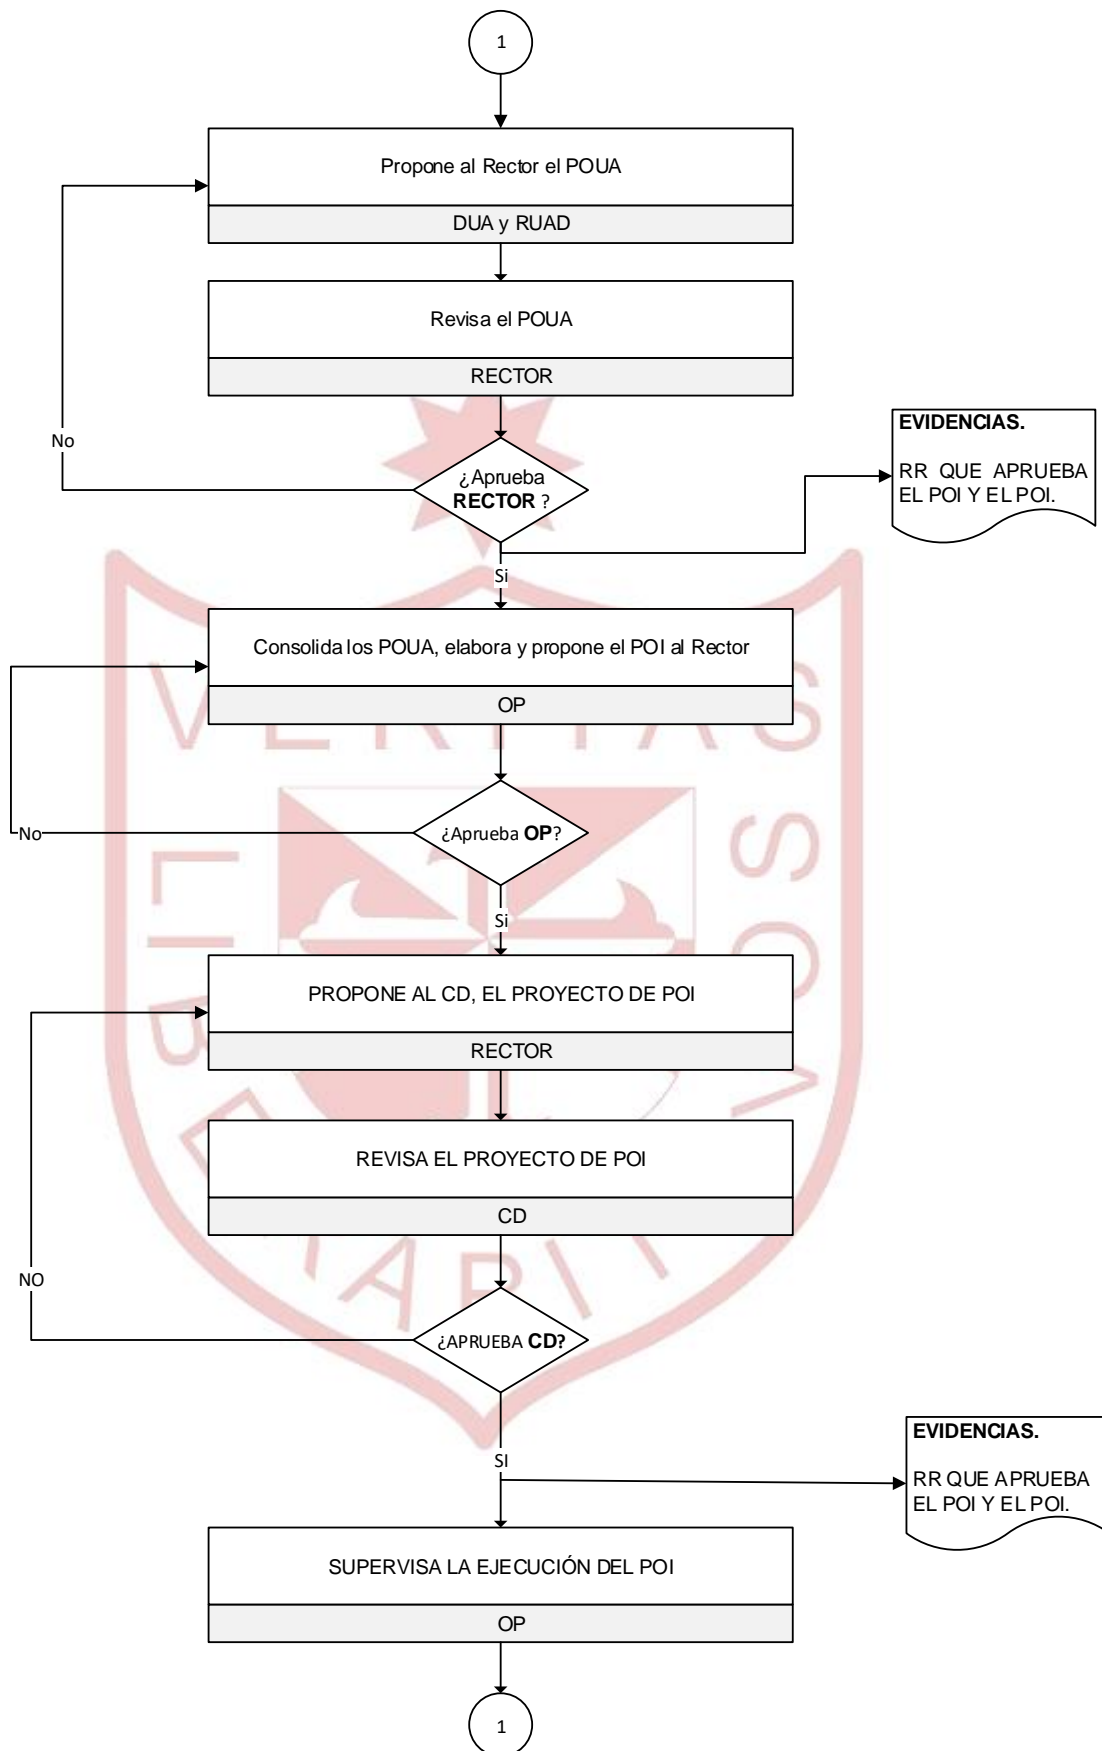 1
Propone al Rector el POUA
DUA y RUAD
Revisa el POUA
RECTOR
No
¿Aprueba
RECTOR ?
EVIDENCIAS.
RR QUE APRUEBA
EL POI Y EL POI.
Si
Consolida los POUA, elabora y propone el POI al Rector
OP
No
¿Aprueba OP?
Si
PROPONE AL CD, EL PROYECTO DE POI
RECTOR
REVISA EL PROYECTO DE POI
CD
NO
¿APRUEBA CD?
SI
EVIDENCIAS.
RR QUE APRUEBA
EL POI Y EL POI.
SUPERVISA LA EJECUCIÓN DEL POI
OP
1
VERITAS
LIBERABIT
VOS